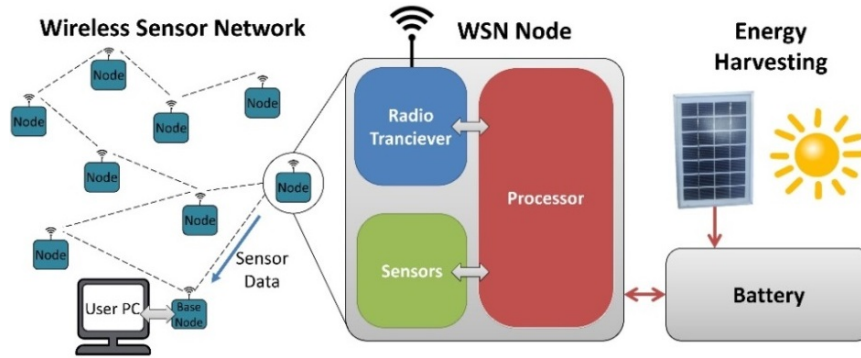 Wireless Sensor Network
WSN Node
Energy
Harvesting
Node
Node
Node
Node
Node
Node
Node
Node
Sensor
Data
User PC
Base
Node
Radio
Tranciever
Processor
Sensors
Battery